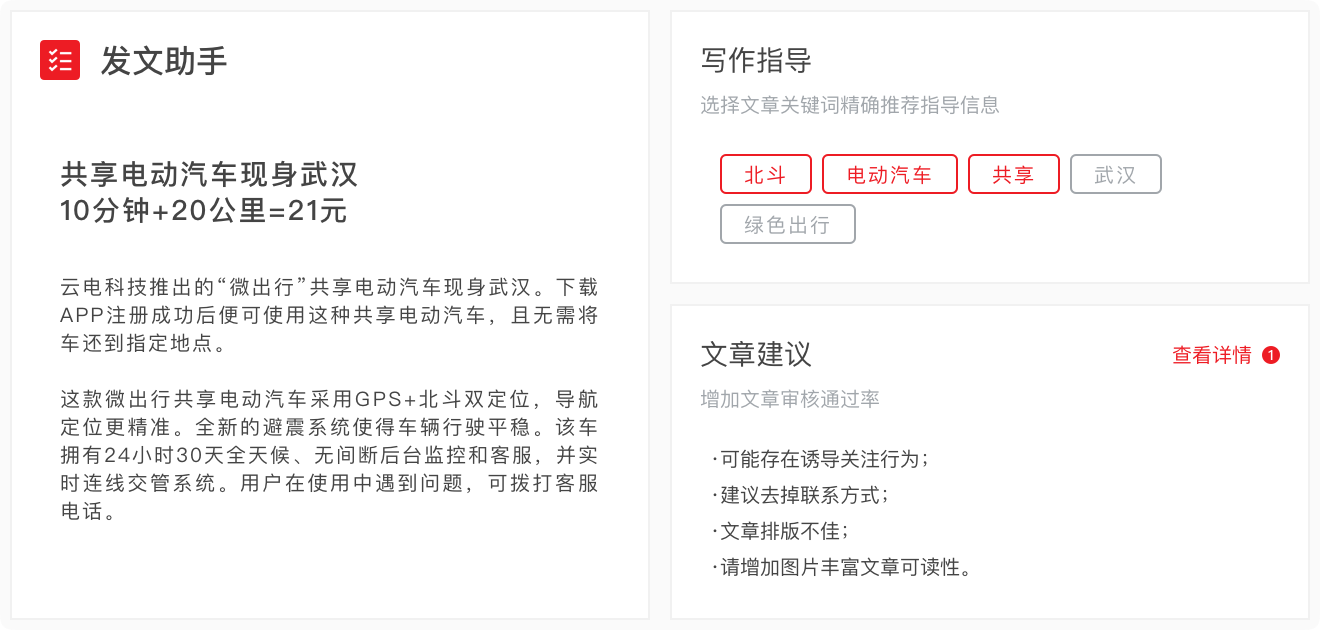 发文助手
共享电动汽车现身武汉
10分钟+20公里=21元
云电科技推出的“微出行”共享电动汽车现身武汉。下载
APP注册成功后便可使用这种共享电动汽车，且无需将
车还到指定地点。
这款微出行共享电动汽车采用GPS+北斗双定位，导航
定位更精准。全新的避震系统使得车辆行驶平稳。该车
拥有24小时30天全天候、无间断后台监控和客服，并实
时连线交管系统。用户在使用中遇到问题，可拨打客服
电话。
写作指导
选择文章关键词精确推荐指导信息
北斗 电动汽车 共享 武汉
绿色出行
文章建议 查看详情 1
增加文章审核通过率
·可能存在诱导关注行为；
·建议去掉联系方式；
·文章排版不佳；
·请增加图片丰富文章可读性。